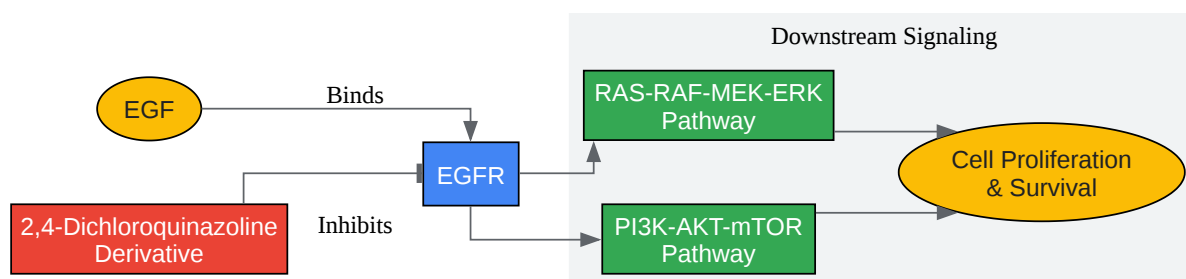 Downstream Signaling
EGF
Binds
RAS-RAF-MEK-ERK
Pathway
EGFR
Cell Proliferation
& Survival
2,4-Dichloroquinazoline
Derivative
Inhibits
PI3K-AKT-mTOR
Pathway